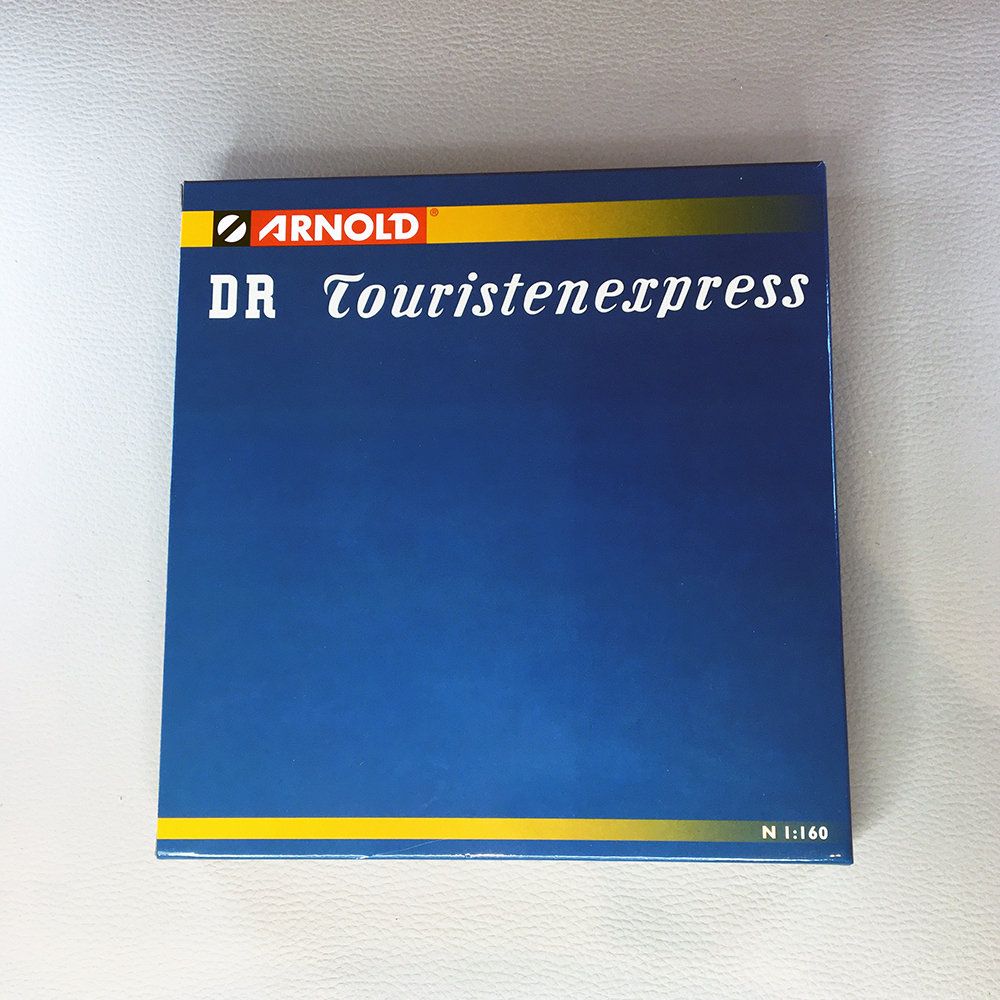 ARNOLD®
DR Touristenexpress
N 1:160